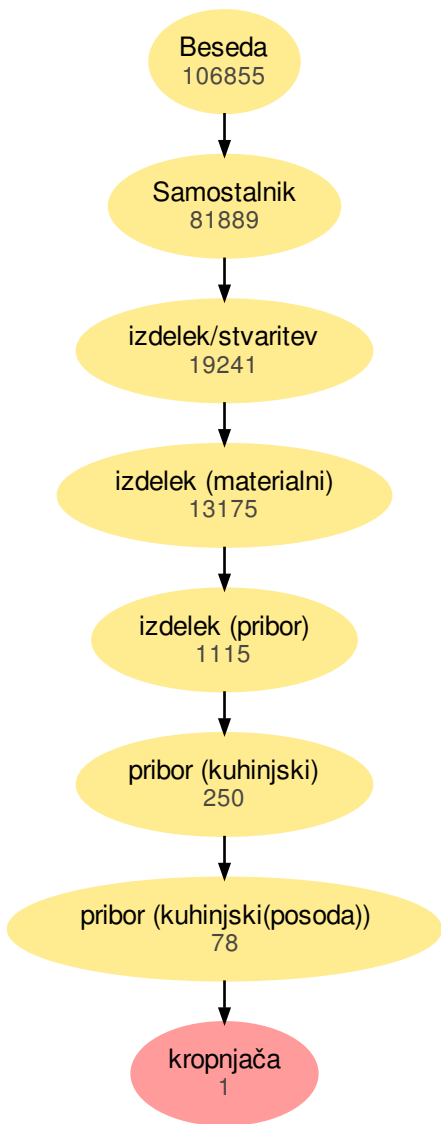 Beseda
106855
Samostalnik
81889
izdelek/stvaritev
19241
izdelek (materialni)
13175
izdelek (pribor)
1115
pribor (kuhinjski)
250
pribor (kuhinjski(posoda))
78
kropnjača
1